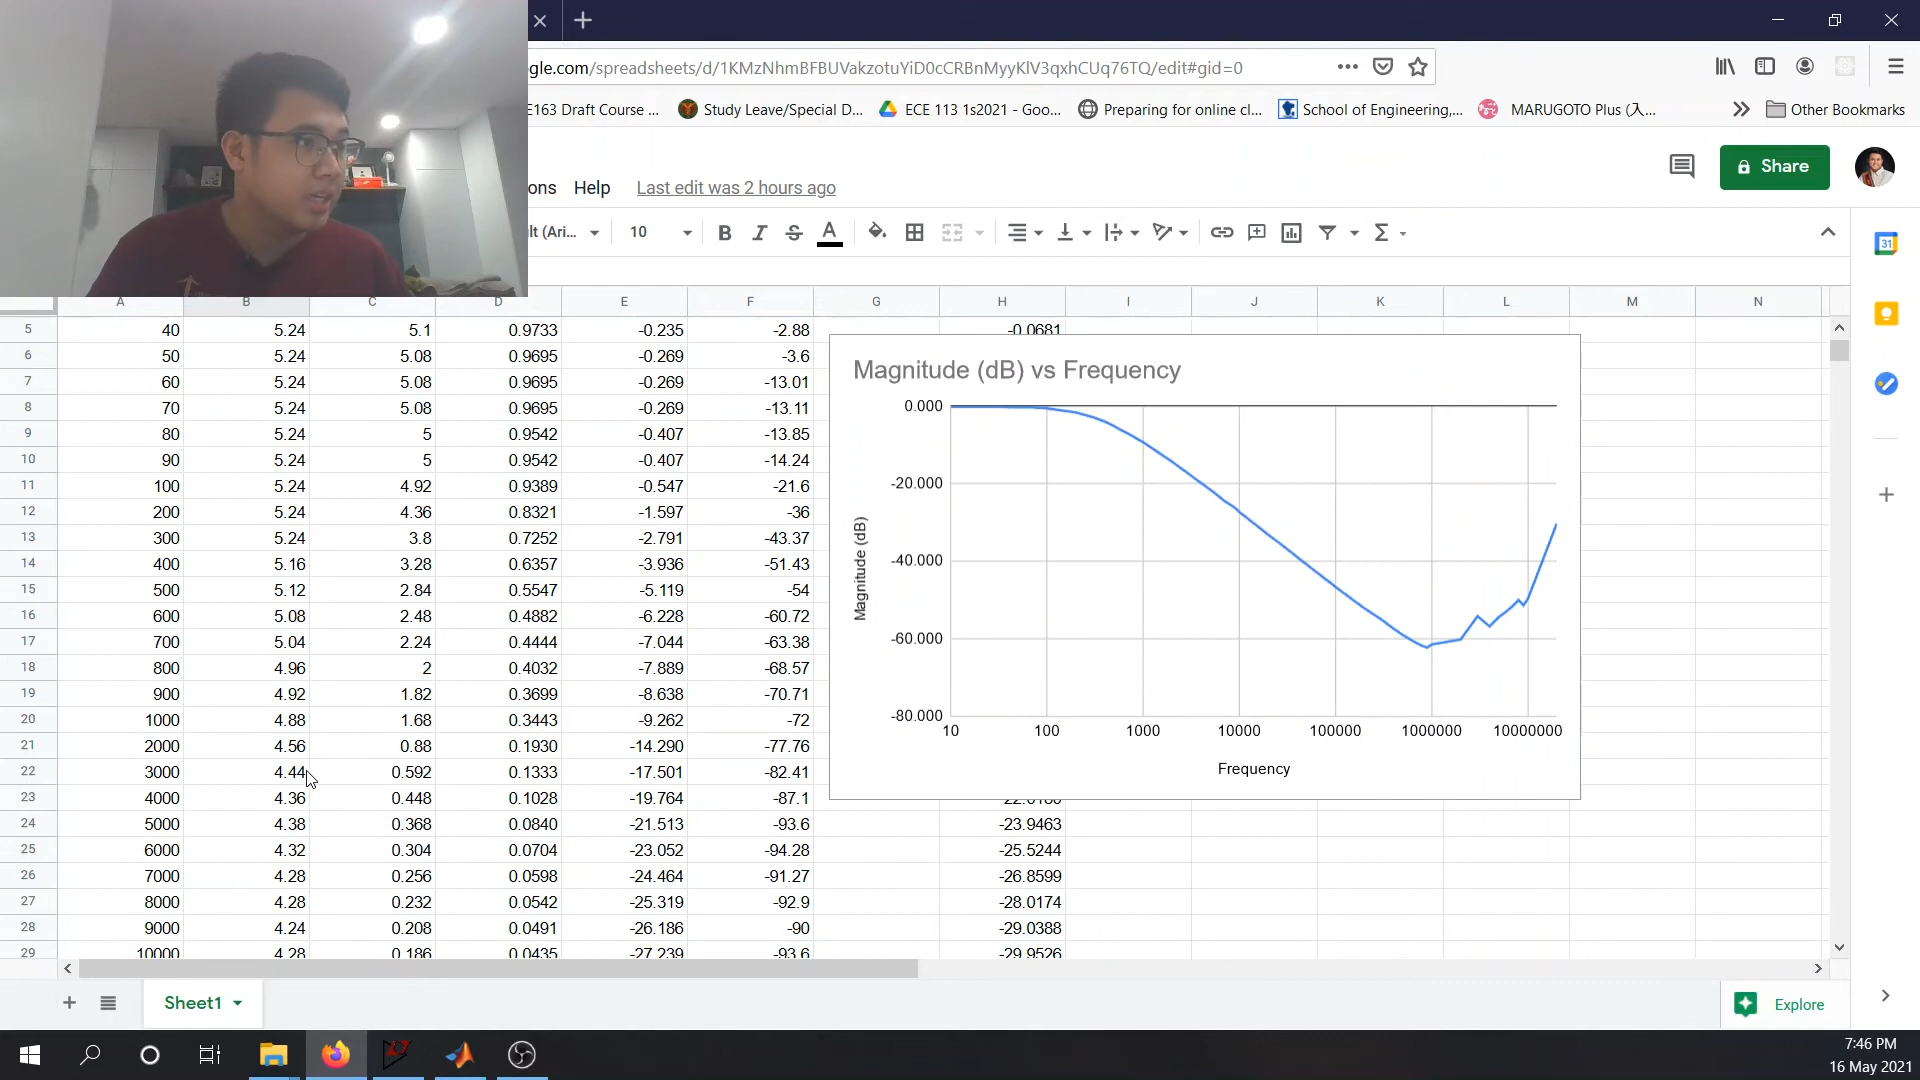 gle.com/spreadsheets/d/1KMzNhmBFBUVakzotuYiD0cCRBnMyyKlV3qxhCUq76TQ/edit#gid=0
E163 Draft Course ... Study Leave/Special D... ECE 113 1s2021 - Goo... Preparing for online cl... School of Engineering,... MARUGOTO Plus (入... Other Bookmarks
ons Help Last edit was 2 hours ago
Share
lt (Ari... 10 B I S A Σ
31
A B C D E F G H I J K L M N
5 40 5.24 5.1 0.9733 -0.235 -2.88 -0.0681
6 50 5.24 5.08 0.9695 -0.269 -3.6
7 60 5.24 5.08 0.9695 -0.269 -13.01
8 70 5.24 5.08 0.9695 -0.269 -13.11
9 80 5.24 5 0.9542 -0.407 -13.85
10 90 5.24 5 0.9542 -0.407 -14.24
11 100 5.24 4.92 0.9389 -0.547 -21.6
12 200 5.24 4.36 0.8321 -1.597 -36
13 300 5.24 3.8 0.7252 -2.791 -43.37
14 400 5.16 3.28 0.6357 -3.936 -51.43
15 500 5.12 2.84 0.5547 -5.119 -54
16 600 5.08 2.48 0.4882 -6.228 -60.72
17 700 5.04 2.24 0.4444 -7.044 -63.38
18 800 4.96 2 0.4032 -7.889 -68.57
19 900 4.92 1.82 0.3699 -8.638 -70.71
20 1000 4.88 1.68 0.3443 -9.262 -72
21 2000 4.56 0.88 0.1930 -14.290 -77.76
22 3000 4.44 0.592 0.1333 -17.501 -82.41
23 4000 4.36 0.448 0.1028 -19.764 -87.1
24 5000 4.38 0.368 0.0840 -21.513 -93.6 -23.9463
25 6000 4.32 0.304 0.0704 -23.052 -94.28 -25.5244
26 7000 4.28 0.256 0.0598 -24.464 -91.27 -26.8599
27 8000 4.28 0.232 0.0542 -25.319 -92.9 -28.0174
28 9000 4.24 0.208 0.0491 -26.186 -90 -29.0388
29 10000 4.28 0.186 0.0435 -27.239 -93.6 -29.9526
Magnitude (dB) vs Frequency
0.000
-20.000
-40.000
-60.000
-80.000
Magnitude (dB)
10 100 1000 10000 100000 1000000 10000000
Frequency
Sheet1
Explore
7:46 PM
16 May 2021